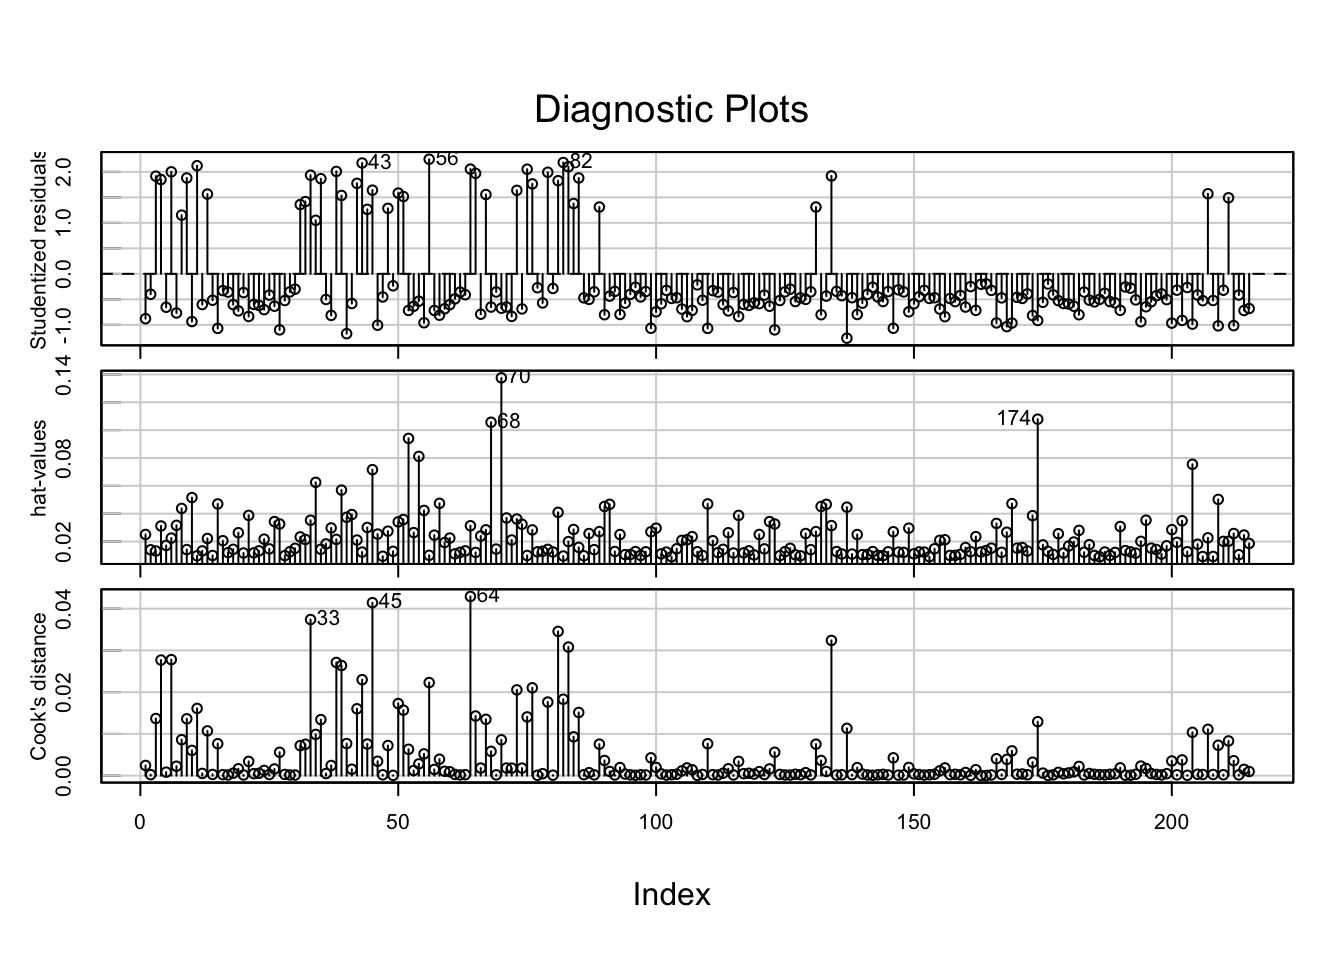 Diagnostic Plots
Studentized residuals
-1.0 0.0 1.0 2.0
43 56 82
hat-values
0.02 0.08 0.14
70
68
174
Cook's distance
0.00 0.02 0.04
33 45 64
0 50 100 150 200
Index